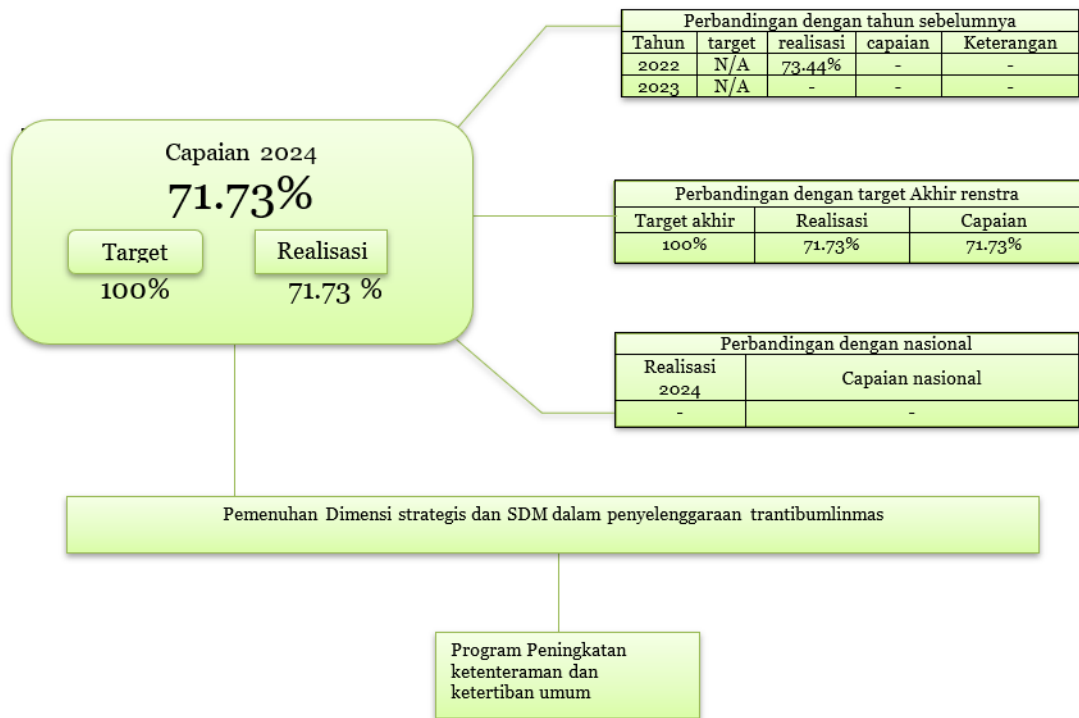 Perbandingan dengan tahun sebelumnya
Tahun target realisasi capaian Keterangan
2022 N/A 73.44% - -
2023 N/A - - -
Capaian 2024
71.73%
Target Realisasi
100% 71.73 %
Perbandingan dengan target Akhir renstra
Target akhir Realisasi Capaian
100% 71.73% 71.73%
Perbandingan dengan nasional
Realisasi
2024
Capaian nasional
- -
Pemenuhan Dimensi strategis dan SDM dalam penyelenggaraan trantibumlinmas
Program Peningkatan
ketenteraman dan
ketertiban umum